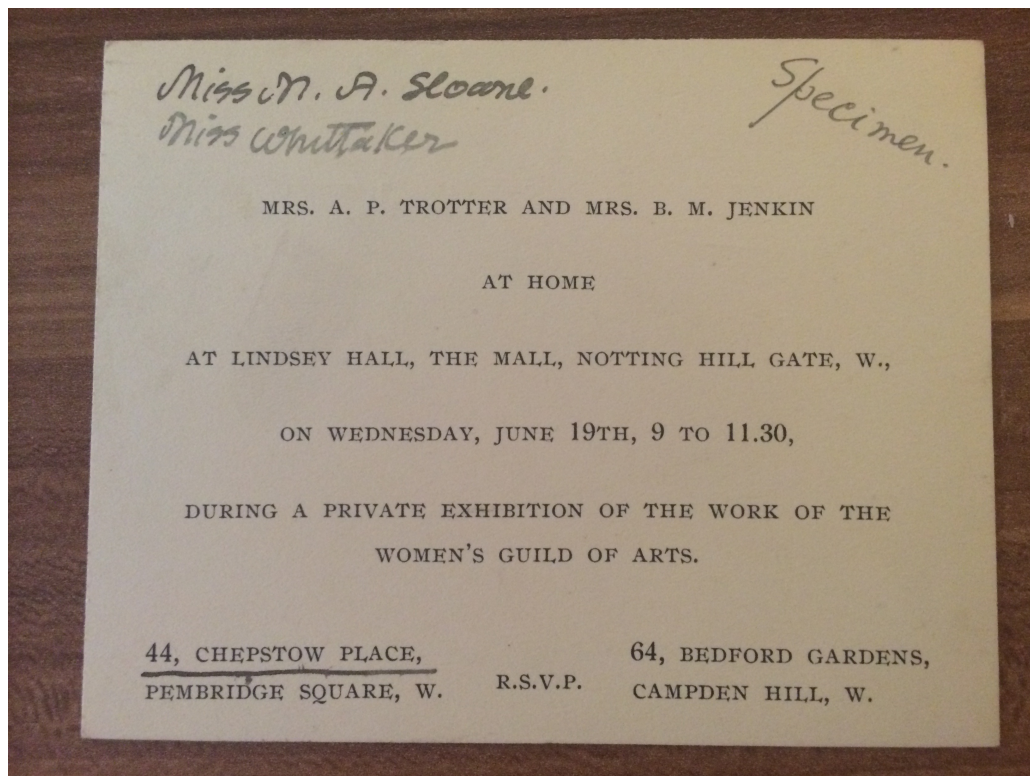 Miss M. A. Sloane.
Specimen.
Miss Whittaker
MRS. A. P. TROTTER AND MRS. B. M. JENKIN
AT HOME
AT LINDSEY HALL, THE MALL, NOTTING HILL GATE, W.,
ON WEDNESDAY, JUNE 19TH, 9 TO 11.30,
DURING A PRIVATE EXHIBITION OF THE WORK OF THE
WOMEN'S GUILD OF ARTS.
44, CHEPSTOW PLACE,
PEMBRIDGE SQUARE, W.
R.S.V.P.
64, BEDFORD GARDENS,
CAMPDEN HILL, W.